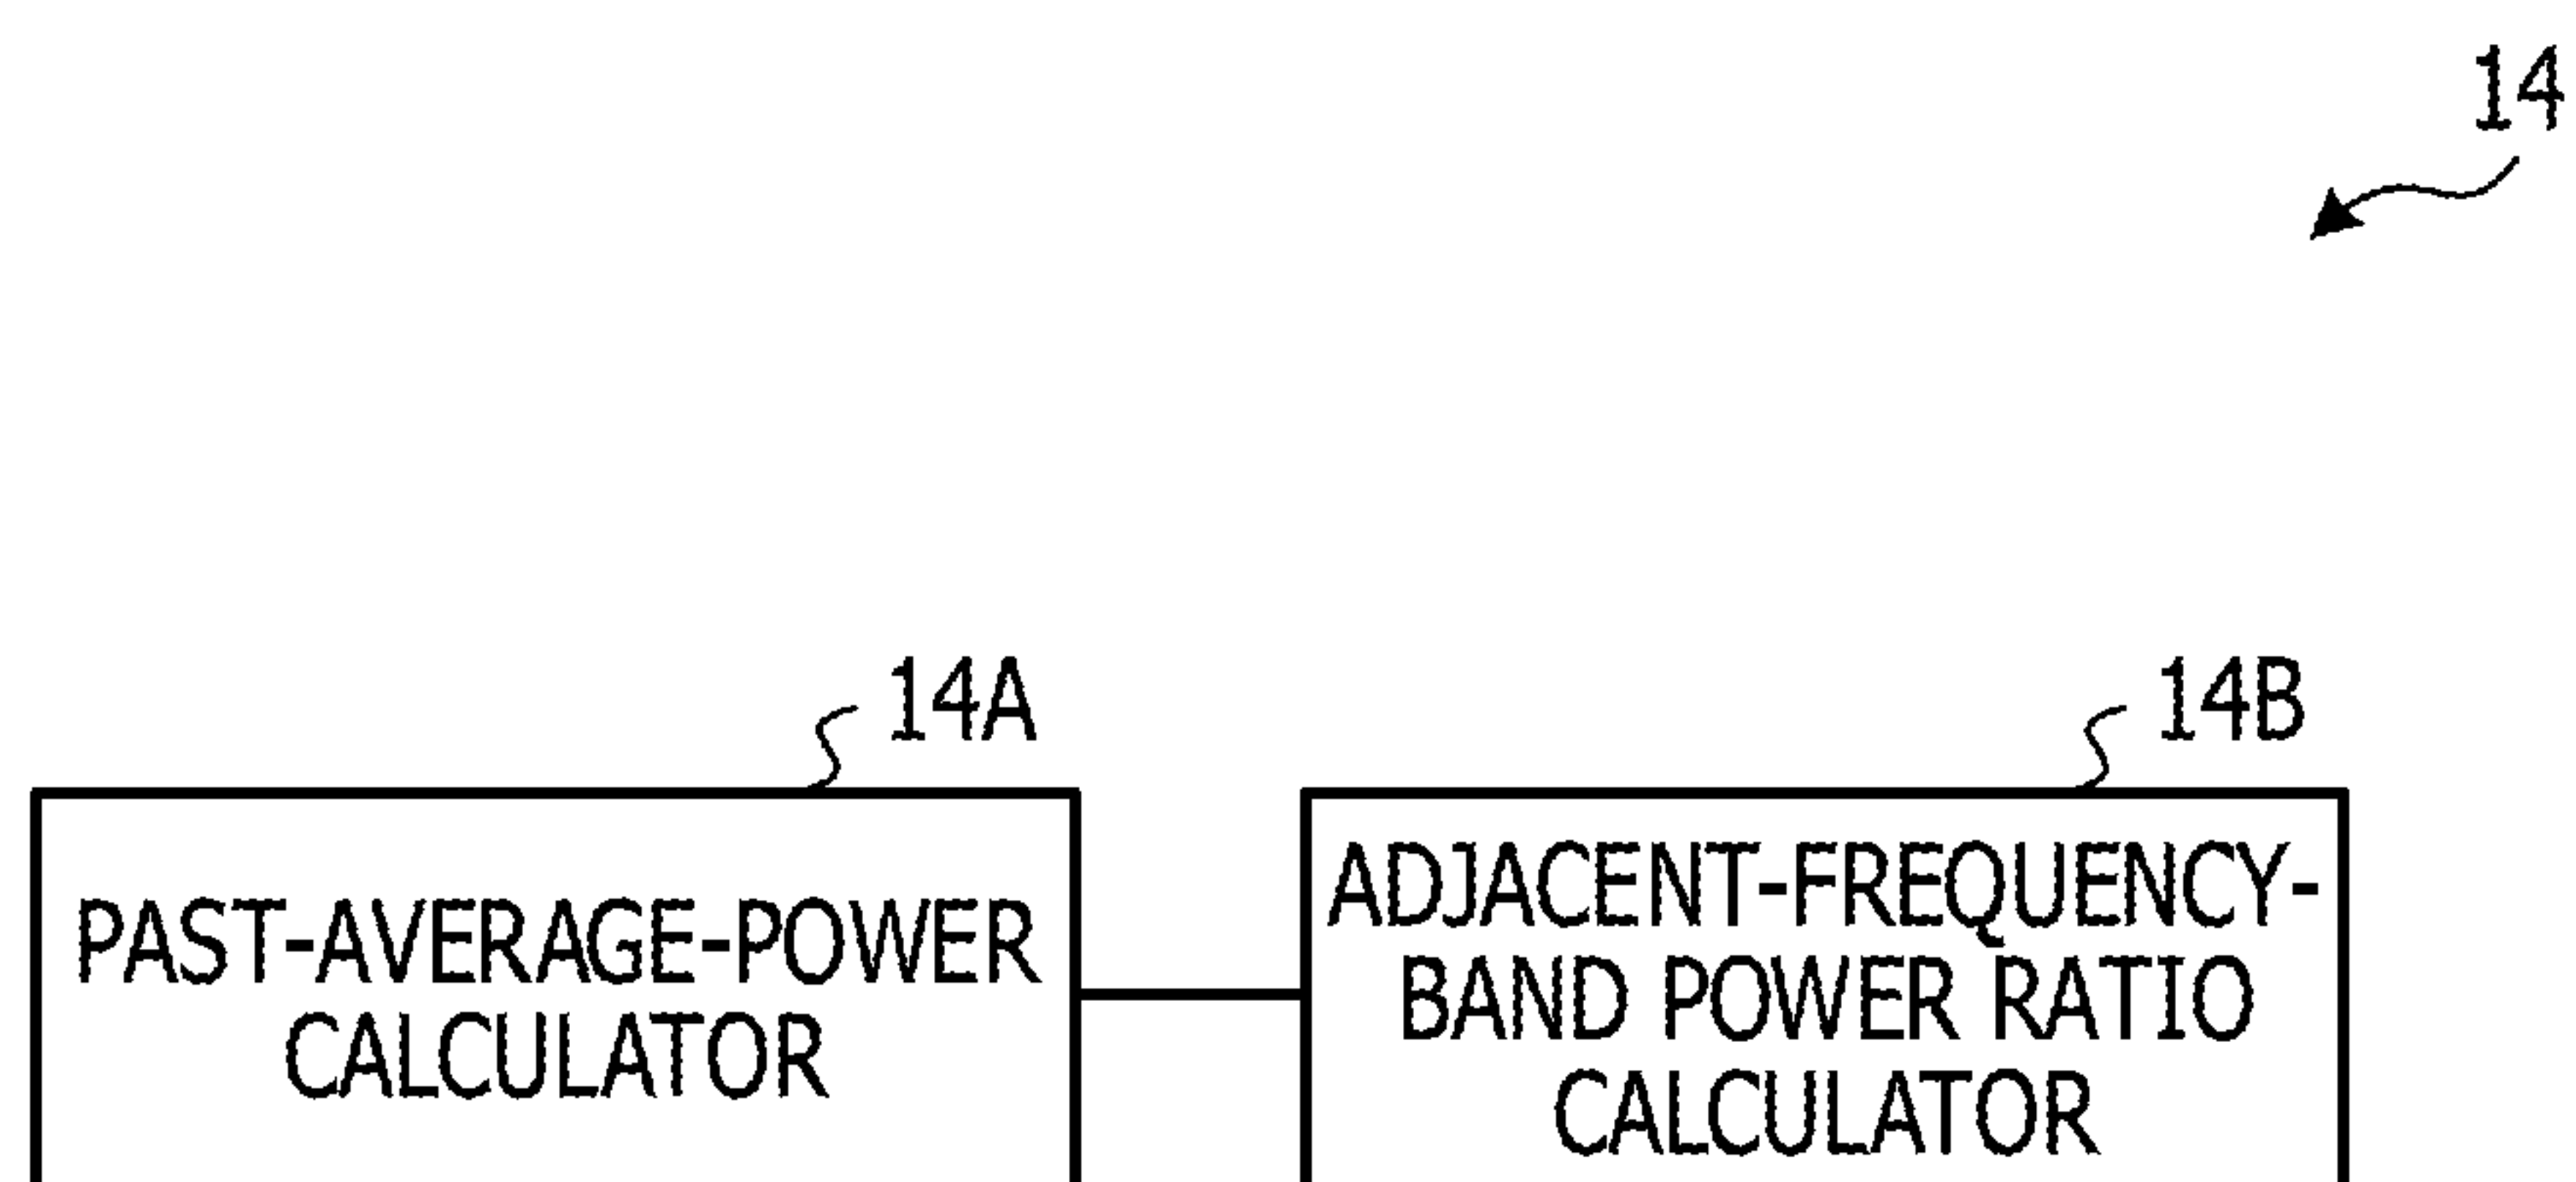 14
14A
14B
PAST-AVERAGE-POWER
CALCULATOR
ADJACENT-FREQUENCY-
BAND POWER RATIO
CALCULATOR